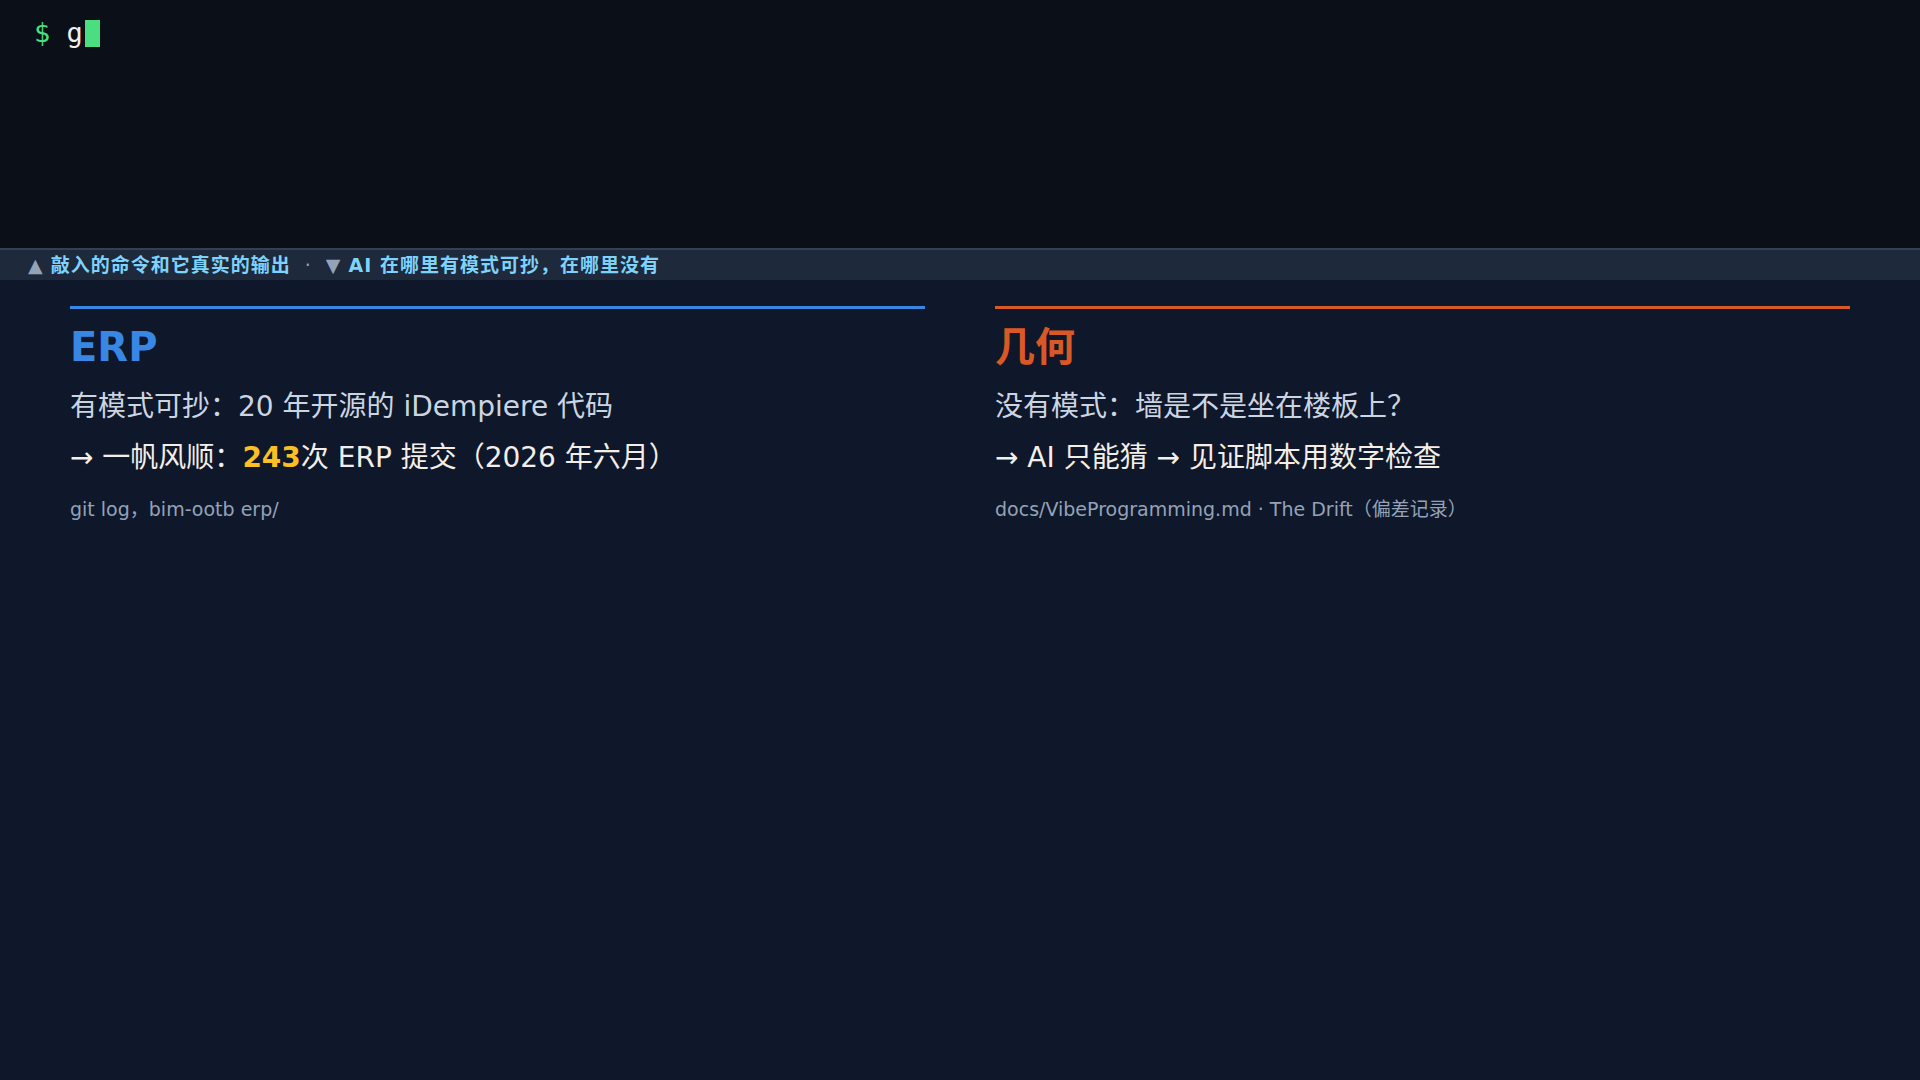 $ g
▲ 敲入的命令和它真实的输出 · ▼ AI 在哪里有模式可抄，在哪里没有
ERP
有模式可抄：20 年开源的 iDempiere 代码
→ 一帆风顺：243次 ERP 提交（2026 年六月）
git log，bim-ootb erp/
几何
没有模式：墙是不是坐在楼板上？
→ AI 只能猜 → 见证脚本用数字检查
docs/VibeProgramming.md · The Drift（偏差记录）